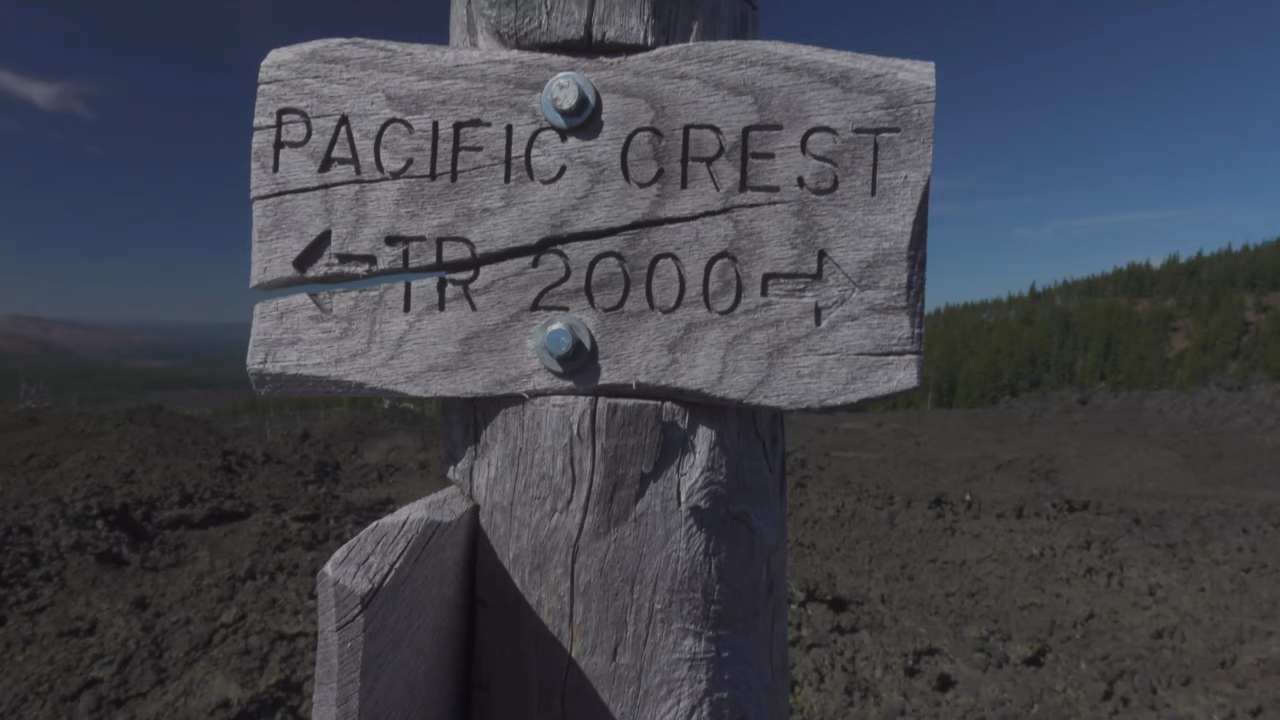 PACIFIC CREST
← TR 2000 →